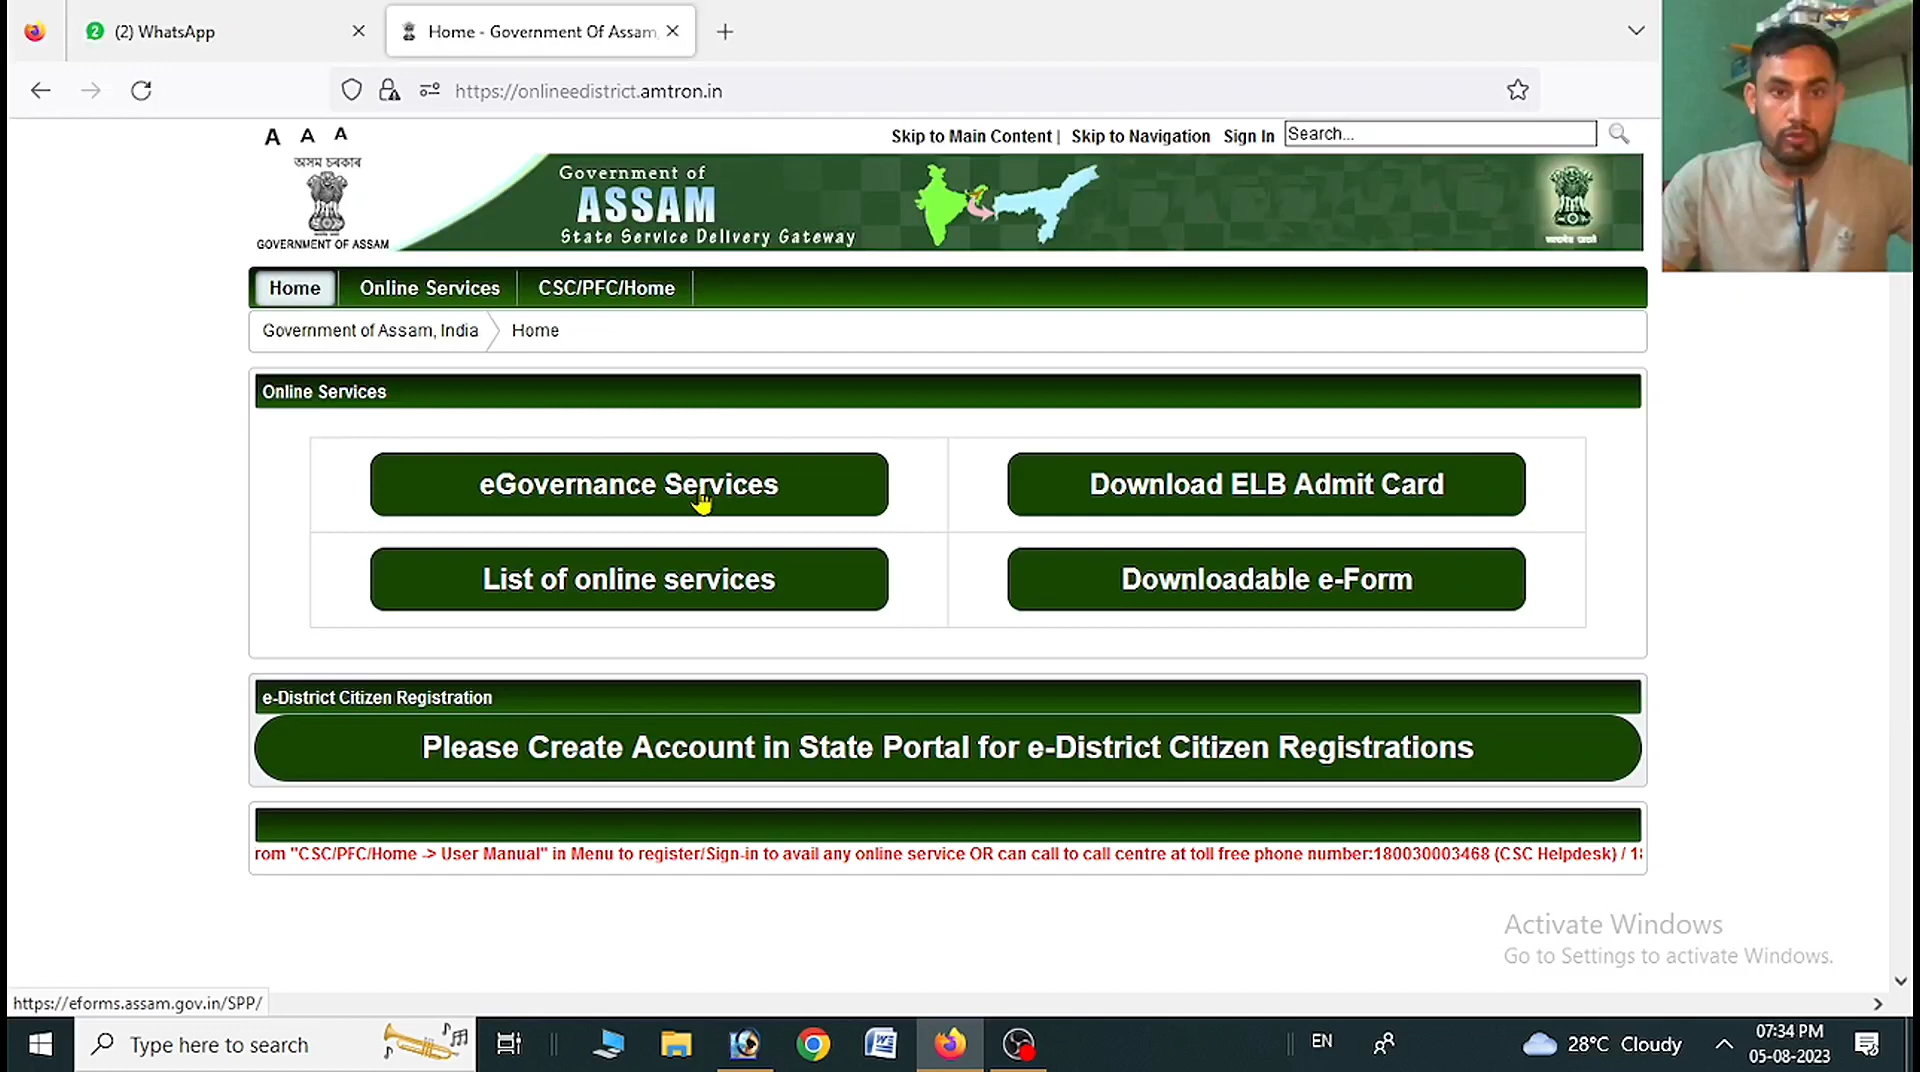 (2) WhatsApp
Home - Government Of Assam,
https://onlineedistrict.amtron.in
A A A
Skip to Main Content | Skip to Navigation Sign In Search...
অসম চৰকাৰ
GOVERNMENT OF ASSAM
Government of
ASSAM
State Service Delivery Gateway
Home Online Services CSC/PFC/Home
Government of Assam, India Home
Online Services
eGovernance Services Download ELB Admit Card
List of online services Downloadable e-Form
e-District Citizen Registration
Please Create Account in State Portal for e-District Citizen Registrations
rom "CSC/PFC/Home -> User Manual" in Menu to register/Sign-in to avail any online service OR can call to call centre at toll free phone number:180030003468 (CSC Helpdesk) /
Activate Windows
Go to Settings to activate Windows.
https://eforms.assam.gov.in/SPP/
Type here to search
EN
28°C Cloudy
07:34 PM
05-08-2023